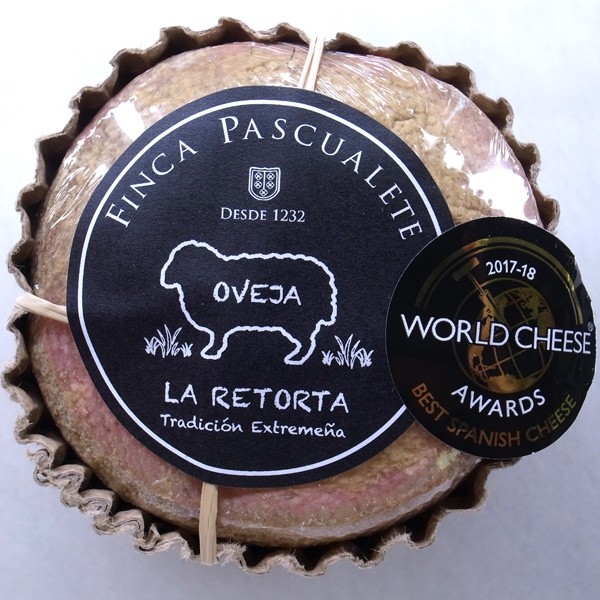 FINCA PASCUALETE
DESDE 1232
OVEJA
LA RETORTA
Tradición Extremeña
2017-18
WORLD CHEESE®
AWARDS
BEST SPANISH CHEESE